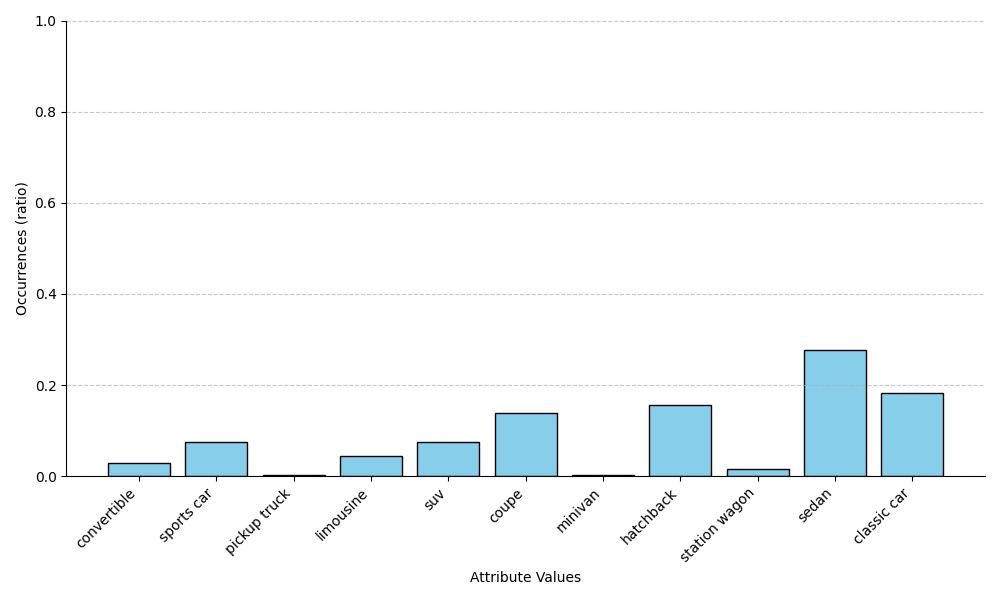 1.0
0.8
0.6
0.4
0.2
0.0
Occurrences (ratio)
convertible
sports car
pickup truck
limousine
suv
coupe
minivan
hatchback
station wagon
sedan
classic car
Attribute Values